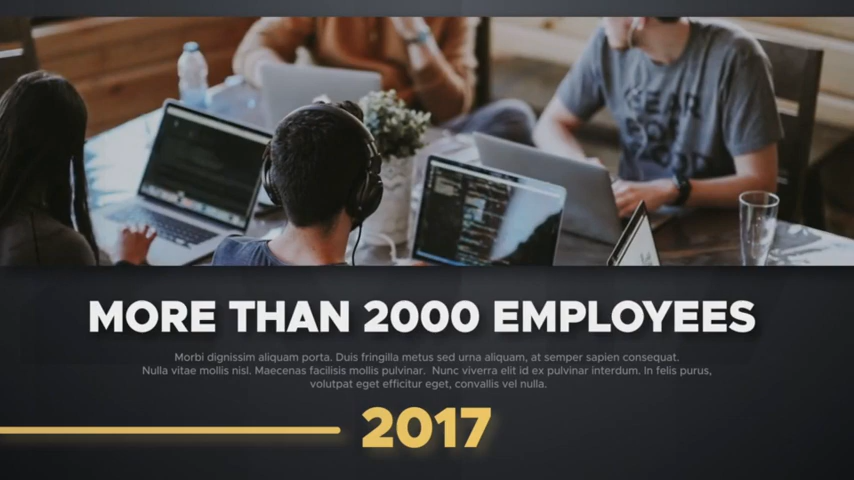 MORE THAN 2000 EMPLOYEES
Morbi dignissim aliquam porta. Duis fringilla metus sed urna aliquam, at semper sapien consequat.
Nulla vitae mollis nisl. Maecenas facilisis mollis pulvinar. Nunc viverra elit id ex pulvinar interdum. In felis purus,
volutpat eget efficitur eget, convallis vel nulla.
2017